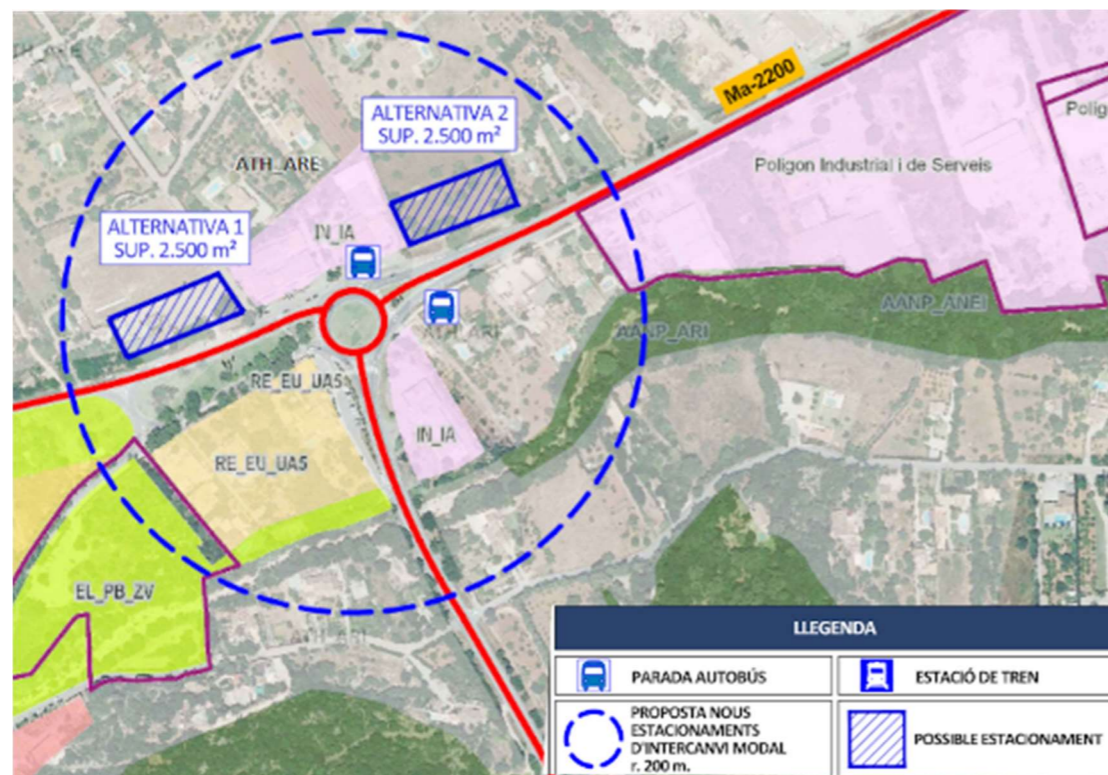 ALTERNATIVA 2
SUP. 2.500 m²
Ma-2200
ATH_ARE
Polígon Industrial i de Serveis
ALTERNATIVA 1
SUP. 2.500 m²
IN_IA
AANP_ANEI
AANP_ARI
RE_EU_UA5
IN_IA
RE_EU_UA5
EL_PB_ZV
ATH_ARI
LLEGENDA
PARADA AUTOBÚS
ESTACIÓ DE TREN
PROPOSTA NOUS
ESTACIONAMENTS
D'INTERCANVI MODAL
r. 200 m.
POSSIBLE ESTACIONAMENT